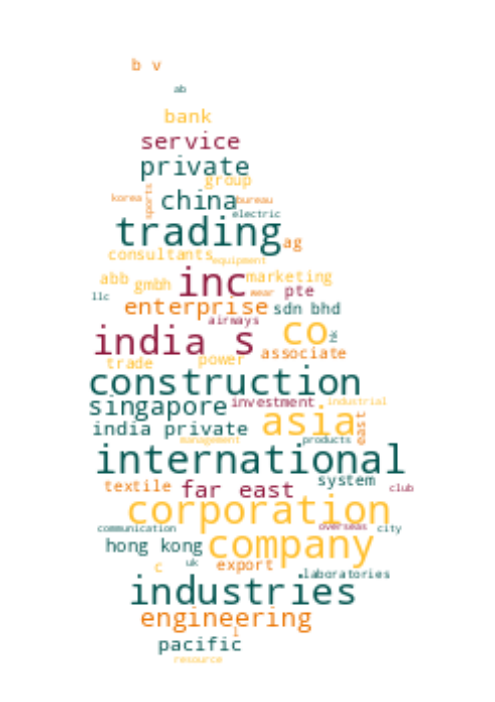 b v
ab
bank
service
private
group
korea sports china bureau
electric
trading ag
consultants equipment
abb gmbh inc marketing
llc wear pte
enterprise sdn bhd
airways
india s co hk
trade power associate
construction
singapore investment industrial
india private asia east
management products
international
textile far east system club
corporation
communication overseas city
hong kong company
c uk export laboratories
industries
engineering
l
pacific
resource